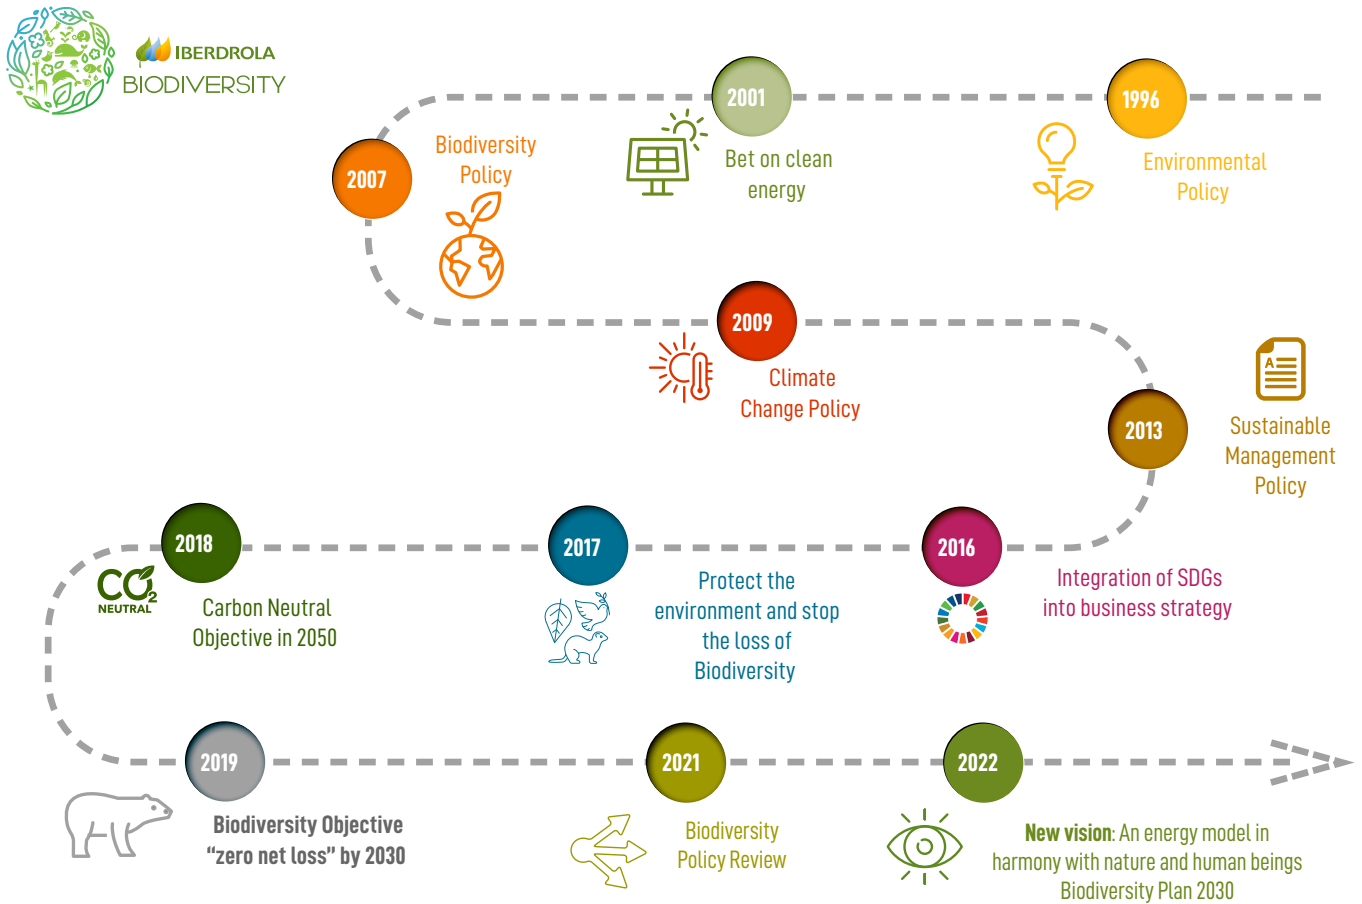 IBERDROLA
BIODIVERSITY
1996
Environmental
Policy
2001
Bet on clean
energy
2007
Biodiversity
Policy
2009
Climate
Change Policy
2013
A
Sustainable
Management
Policy
2016
Integration of SDGs
into business strategy
2017
Protect the
environment and stop
the loss of
Biodiversity
2018
CO2
NEUTRAL
Carbon Neutral
Objective in 2050
2019
Biodiversity Objective
“zero net loss” by 2030
2021
Biodiversity
Policy Review
2022
New vision: An energy model in
harmony with nature and human beings
Biodiversity Plan 2030